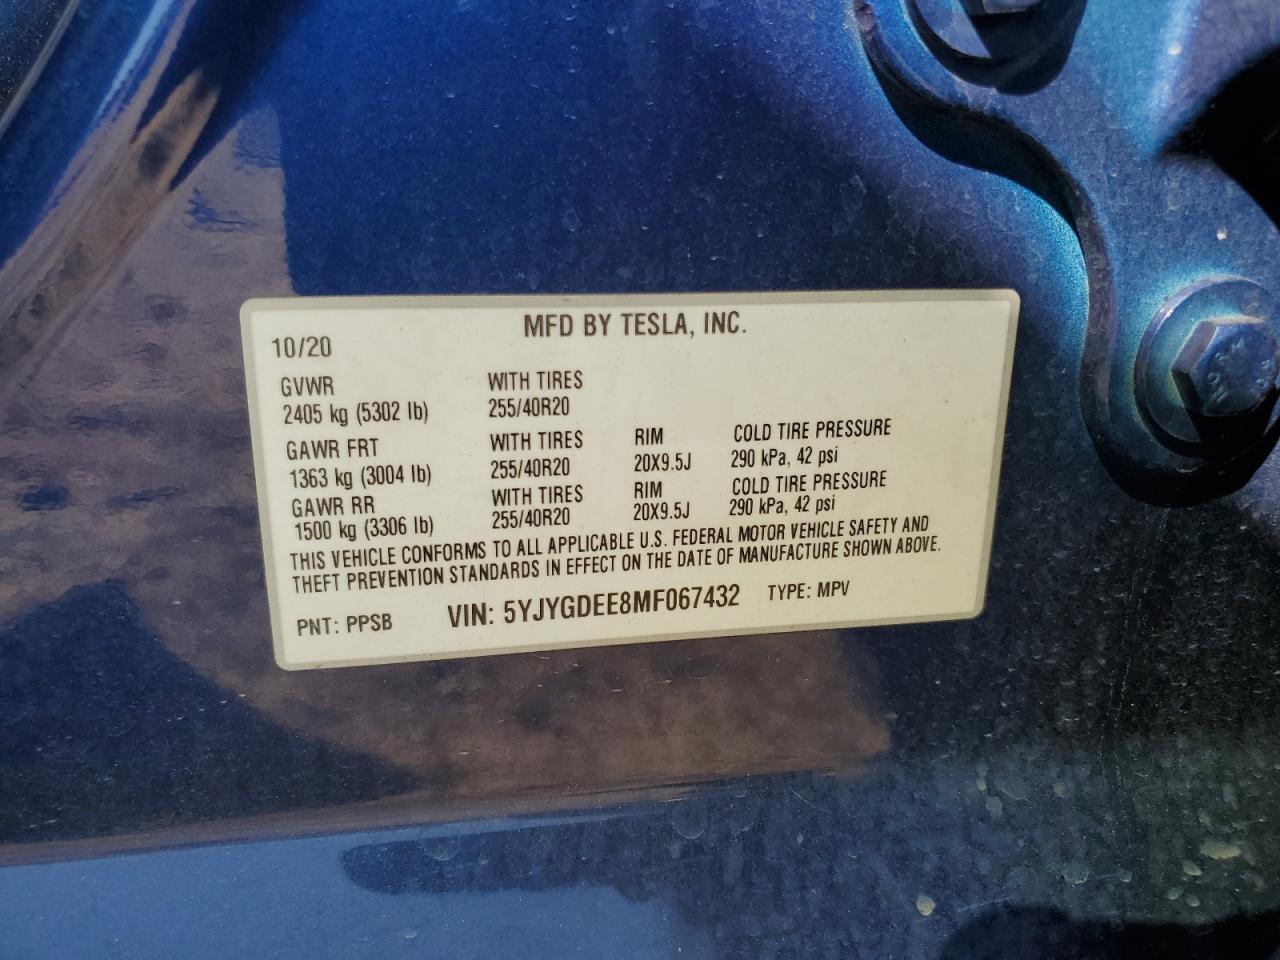 MFD BY TESLA, INC.
10/20
GVWR WITH TIRES
2405 kg (5302 lb) 255/40R20
GAWR FRT WITH TIRES RIM COLD TIRE PRESSURE
1363 kg (3004 lb) 255/40R20 20X9.5J 290 kPa, 42 psi
GAWR RR WITH TIRES RIM COLD TIRE PRESSURE
1500 kg (3306 lb) 255/40R20 20X9.5J 290 kPa, 42 psi
THIS VEHICLE CONFORMS TO ALL APPLICABLE U.S. FEDERAL MOTOR VEHICLE SAFETY AND
THEFT PREVENTION STANDARDS IN EFFECT ON THE DATE OF MANUFACTURE SHOWN ABOVE.
PNT: PPSB VIN: 5YJYGDEE8MF067432 TYPE: MPV